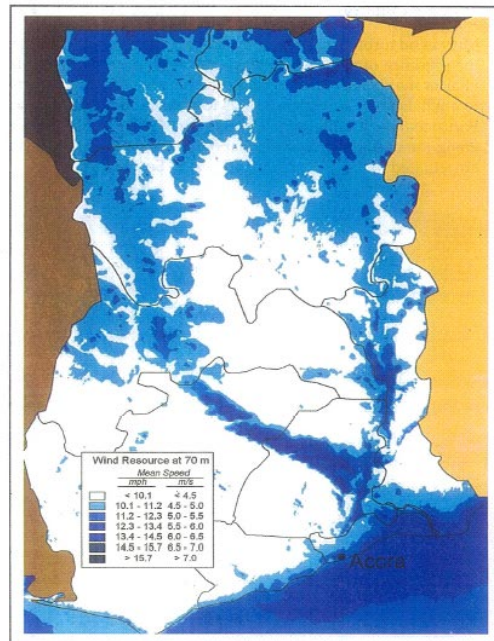 Wind Resource at 70 m
Mean Speed
mph m/s
< 10.1 < 4.5
10.1 - 11.2 4.5 - 5.0
11.2 - 12.3 5.0 - 5.5
12.3 - 13.4 5.5 - 6.0
13.4 - 14.5 6.0 - 6.5
14.5 - 15.7 6.5 - 7.0
> 15.7 > 7.0
Accra